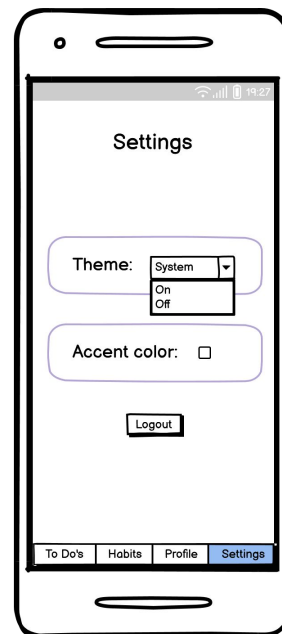 19:27
Settings
Theme: System
On
Off
Accent color:
Logout
To Do's Habits Profile Settings